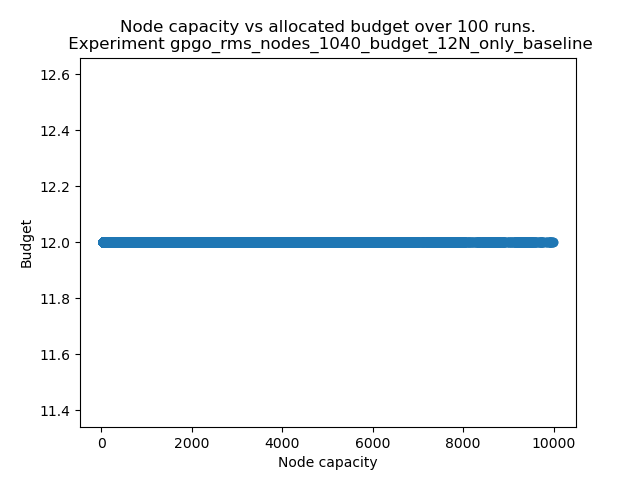 Node capacity vs allocated budget over 100 runs.
Experiment gpgo_rms_nodes_1040_budget_12N_only_baseline
12.6
12.4
12.2
12.0
11.8
11.6
11.4
Budget
0 2000 4000 6000 8000 10000
Node capacity